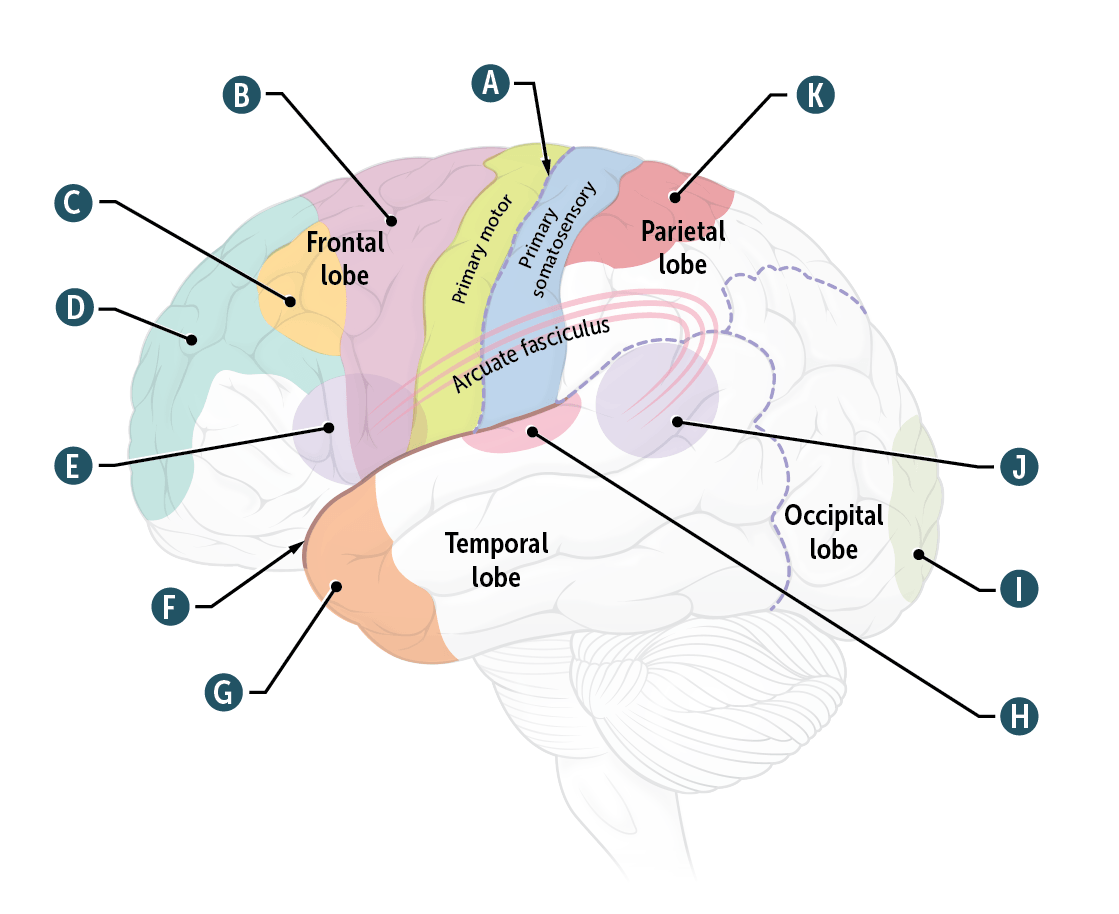 A
B
K
C
Frontal
lobe
Primary motor
Primary
somatosensory
Parietal
lobe
D
Arcuate fasciculus
E
J
Temporal
lobe
Occipital
lobe
F
I
G
H